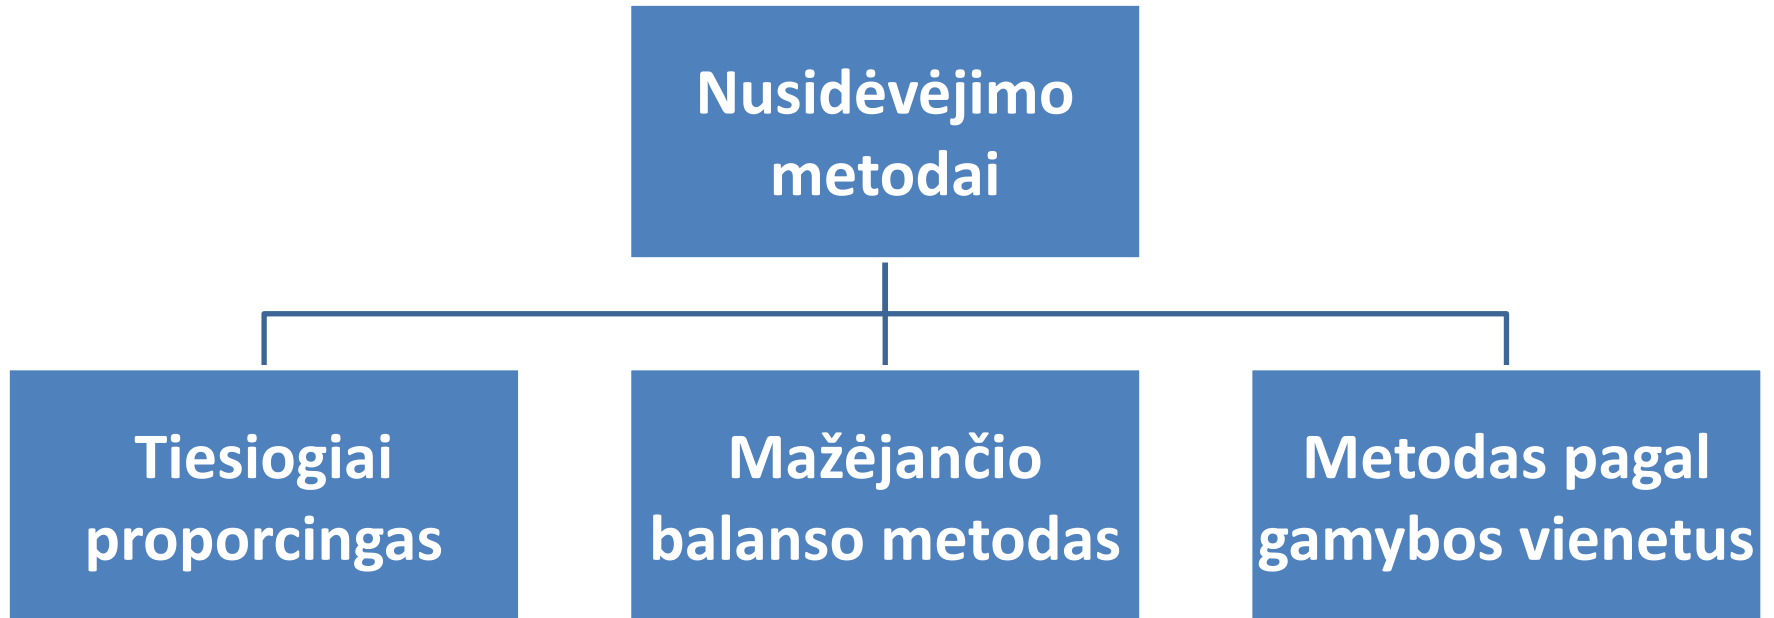 Nusidėvėjimo
metodai
Tiesiogiai
proporcingas
Mažėjančio
balanso metodas
Metodas pagal
gamybos vienetus